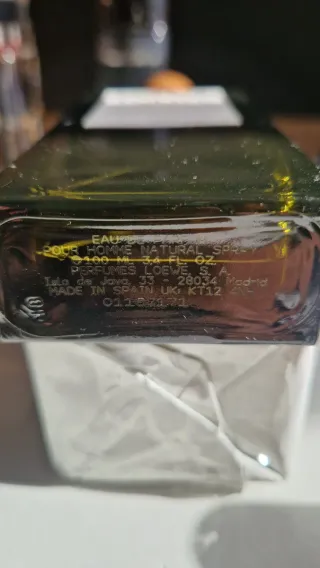 EAU
POUR HOMME NATURAL SPRAY
℮100 ML 3.4 FL. OZ.
PERFUMES LOEWE, S. A.
Isla de Java, 33 - 28034 Madrid
MADE IN SPAIN UK: KT12